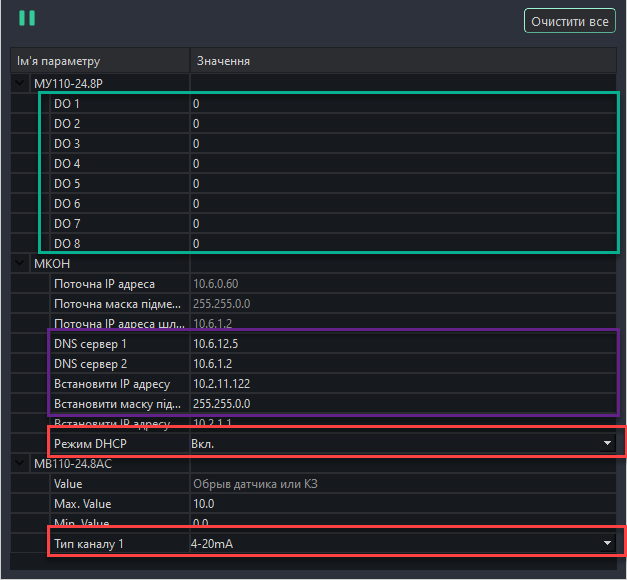 Очистити все
Ім'я параметру Значення
МУ110-24.8Р
DO 1 0
DO 2 0
DO 3 0
DO 4 0
DO 5 0
DO 6 0
DO 7 0
DO 8 0
МКОН
Поточна IP адреса 10.6.0.60
Поточна маска підме... 255.255.0.0
Поточна IP адреса шл... 10.6.1.2
DNS сервер 1 10.6.12.5
DNS сервер 2 10.6.1.2
Встановити IP адресу 10.2.11.122
Встановити маску під... 255.255.0.0
Встановити IP адресу 10.2.1.1
Режим DHCP Вкл.
МВ110-24.8АС
Value Обрыв датчика или КЗ
Max. Value 10.0
Min. Value 0.0
Тип каналу 1 4-20mA